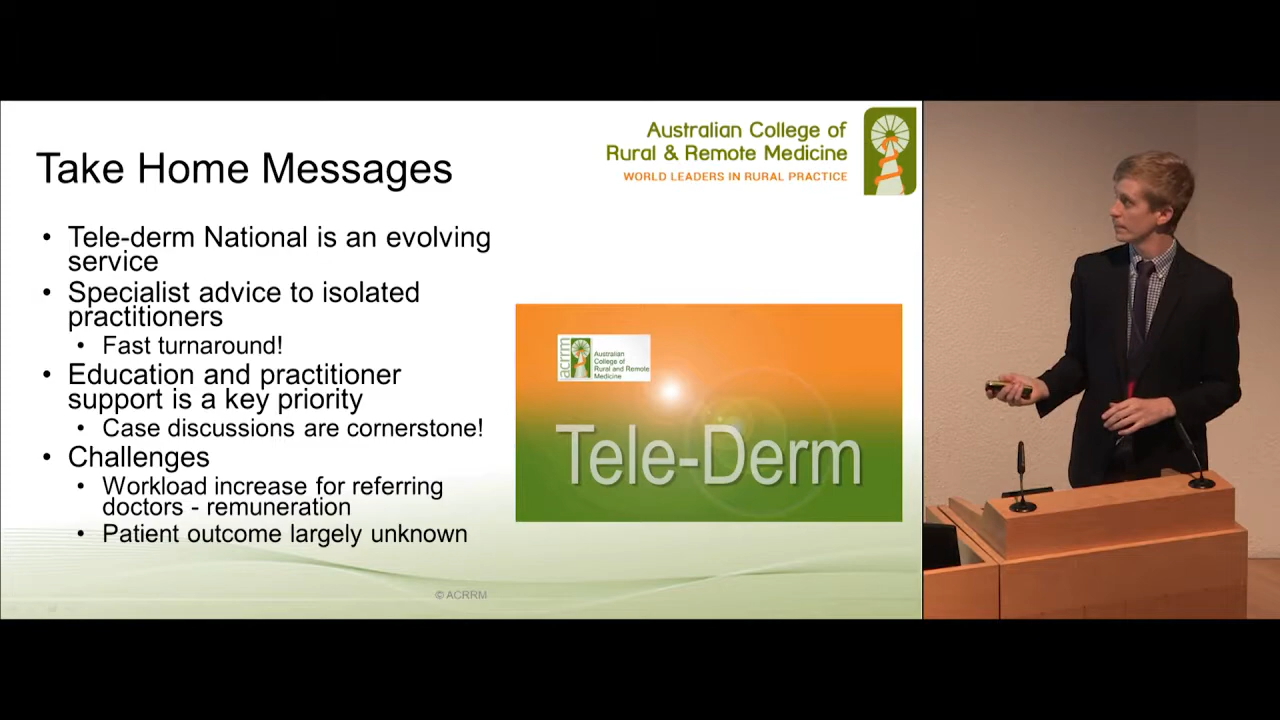 Australian College of
Rural & Remote Medicine
WORLD LEADERS IN RURAL PRACTICE
Take Home Messages
• Tele-derm National is an evolving
service
• Specialist advice to isolated
practitioners
• Fast turnaround!
• Education and practitioner
support is a key priority
• Case discussions are cornerstone!
• Challenges
• Workload increase for referring
doctors - remuneration
• Patient outcome largely unknown
acrrm
Australian
College of
Rural and Remote
Medicine
Tele-Derm
© ACRRM